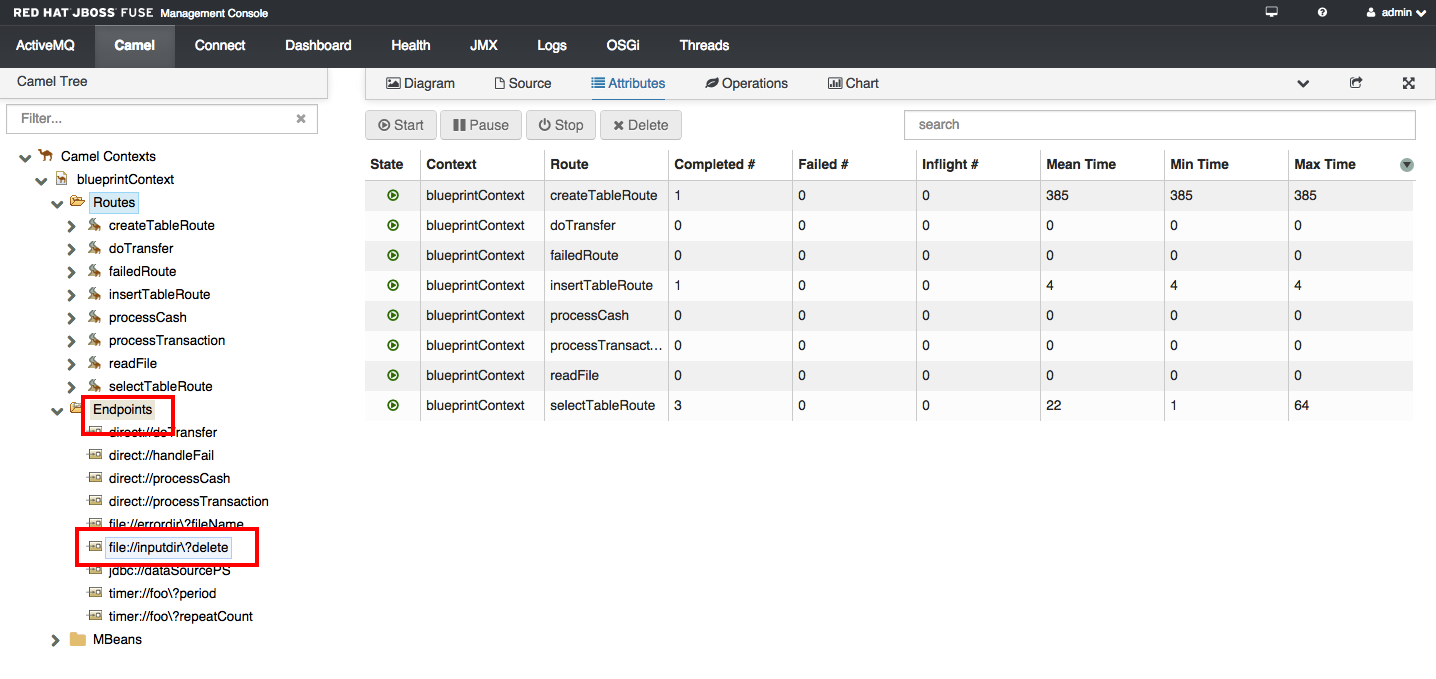 RED HAT JBOSS FUSE Management Console admin
ActiveMQ Camel Connect Dashboard Health JMX Logs OSGi Threads
Camel Tree
Filter...
Camel Contexts
blueprintContext
Routes
createTableRoute
doTransfer
failedRoute
insertTableRoute
processCash
processTransaction
readFile
selectTableRoute
Endpoints
direct://doTransfer
direct://handleFail
direct://processCash
direct://processTransaction
file://errordir\?fileName
file://inputdir\?delete
jdbc://dataSourcePS
timer://foo\?period
timer://foo\?repeatCount
MBeans
Diagram Source Attributes Operations Chart
Start Pause Stop Delete search
State Context Route Completed # Failed # Inflight # Mean Time Min Time Max Time
blueprintContext createTableRoute 1 0 0 385 385 385
blueprintContext doTransfer 0 0 0 0 0 0
blueprintContext failedRoute 0 0 0 0 0 0
blueprintContext insertTableRoute 1 0 0 4 4 4
blueprintContext processCash 0 0 0 0 0 0
blueprintContext processTransact... 0 0 0 0 0 0
blueprintContext readFile 0 0 0 0 0 0
blueprintContext selectTableRoute 3 0 0 22 1 64